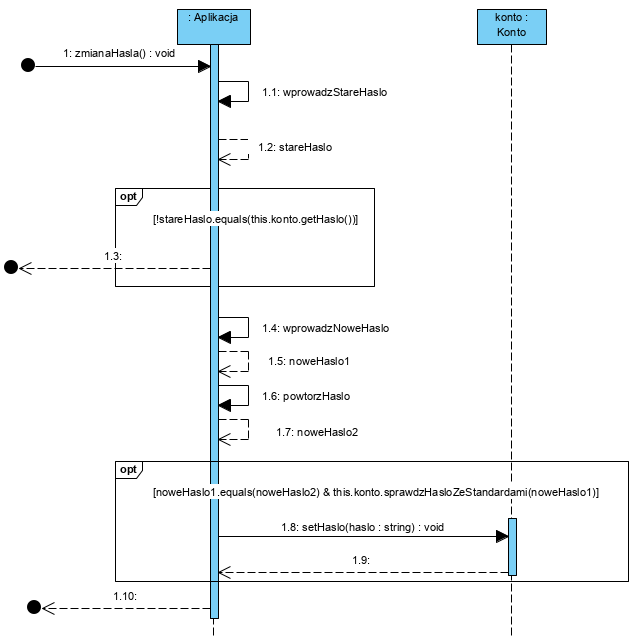 : Aplikacja
konto :
Konto
1: zmianaHasla() : void
1.1: wprowadzStareHaslo
1.2: stareHaslo
opt
[!stareHaslo.equals(this.konto.getHaslo())]
1.3:
1.4: wprowadzNoweHaslo
1.5: noweHaslo1
1.6: powtorzHaslo
1.7: noweHaslo2
opt
[noweHaslo1.equals(noweHaslo2) & this.konto.sprawdzHasloZeStandardami(noweHaslo1)]
1.8: setHaslo(haslo : string) : void
1.9:
1.10: